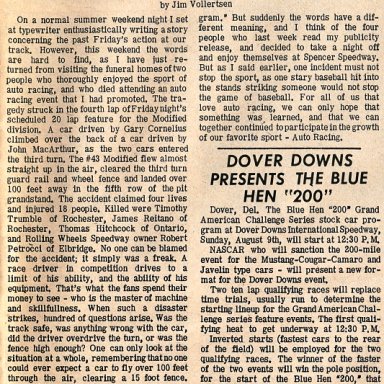 by Jim Vollertsen
On a normal summer weekend night I set
at typewriter enthusiastically writing a story
concerning the past Friday's action at our
track. However, this weekend the words
are hard to find, as I have just re-
turned from visiting the funeral homes of two
people who thoroughly enjoyed the sport of
auto racing, and who died attending an auto
racing event that I had promoted. The tra-
gedy struck in the fourth lap of Friday night's
scheduled 20 lap feature for the Modified
division. A car driven by Gary Cornelius
climbed over the back of a car driven by
John MacArthur, as the two cars entered
the third turn. The #43 Modified flew almost
straight up in the air, cleared the third turn
guard rail and wheel fence and landed over
100 feet away in the fifth row of the pit
grandstand. The accident claimed four lives
and injured 18 people. Killed were Timothy
Trumble of Rochester, James Reitano of
Rochester, Thomas Hitchcock of Ontario,
and Rolling Wheels Speedway owner Robert
Petrocci of Elbridge. No one can be blamed
for the accident; it simply was a freak. A
race driver in competition drives to a
limit of his ability, and the ability of his
equipment. That's what the fans spend their
money to see - who is the master of machine
and skillfullness. When such a disaster
strikes, hundred of questions arise. Was the
track safe, was anything wrong with the car,
did the driver overdrive the turn, or was the
fence high enough? One can only look at the
situation at a whole, remembering that no one
could ever expect a car to fly over 100 feet
through the air, clearing a 15 foot fence,
gram." But suddenly the words have a dif-
ferent meaning, and I think of the four
people who last week read my publicity
release, and decided to take a night off
and enjoy themselves at Spencer Speedway.
But as I said earlier, one incident must not
stop the sport, as one stary baseball hit into
the stands striking someone would not stop
the game of baseball. For all of us that
love auto racing, we can only hope that
something was learned, and that we can
together continued to participate in the growth
of our favorite sport - Auto Racing.
DOVER DOWNS
PRESENTS THE BLUE
HEN "200"
Dover, Del. The Blue Hen "200" Grand
American Challenge Series stock car pro-
gram at Dover Downs International Speedway,
Sunday, August 9th, will start at 12:30 P.M.
NASCAR who will sanction the 200-mile
event for the Mustang-Cougar-Camaro and
Javelin type cars - will present a new for-
mat for the Dover Downs event.
Two ten lap qualifying races will replace
time trials, usually run to determine the
starting lineup for the Grand American Chal-
lenge series feature events. The first quali-
fying heat to get underway at 12:30 P.M.
Inverted starts (fastest cars to the rear
of the field) will be employed for the two
qualifying races. The winner of the faster
of the two events will win the pole position,
for the start of the Blue Hen "200," the